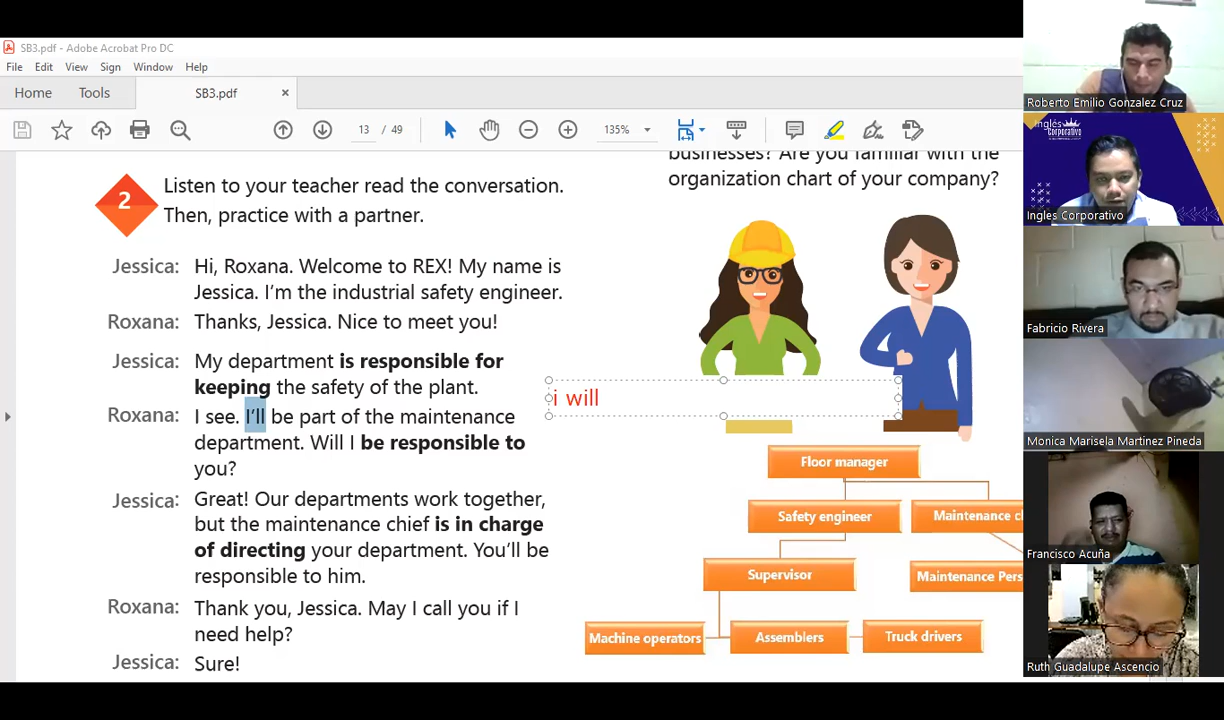 SB3.pdf - Adobe Acrobat Pro DC
File Edit View Sign Window Help
Home Tools SB3.pdf ×
13 / 49 135%
businesses? Are you familiar with the
organization chart of your company?
2
Listen to your teacher read the conversation.
Then, practice with a partner.
Jessica: Hi, Roxana. Welcome to REX! My name is
Jessica. I'm the industrial safety engineer.
Roxana: Thanks, Jessica. Nice to meet you!
Jessica: My department is responsible for
keeping the safety of the plant.
Roxana: I see. I'll be part of the maintenance
department. Will I be responsible to
you?
Jessica: Great! Our departments work together,
but the maintenance chief is in charge
of directing your department. You'll be
responsible to him.
Roxana: Thank you, Jessica. May I call you if I
need help?
Jessica: Sure!
i will
Floor manager
Safety engineer
Maintenance ch
Supervisor
Maintenance Pers
Machine operators
Assemblers
Truck drivers
Roberto Emilio Gonzalez Cruz
Inglés
Corporativo
Ingles Corporativo
Fabricio Rivera
Monica Marisela Martinez Pineda
Francisco Acuña
Ruth Guadalupe Ascencio